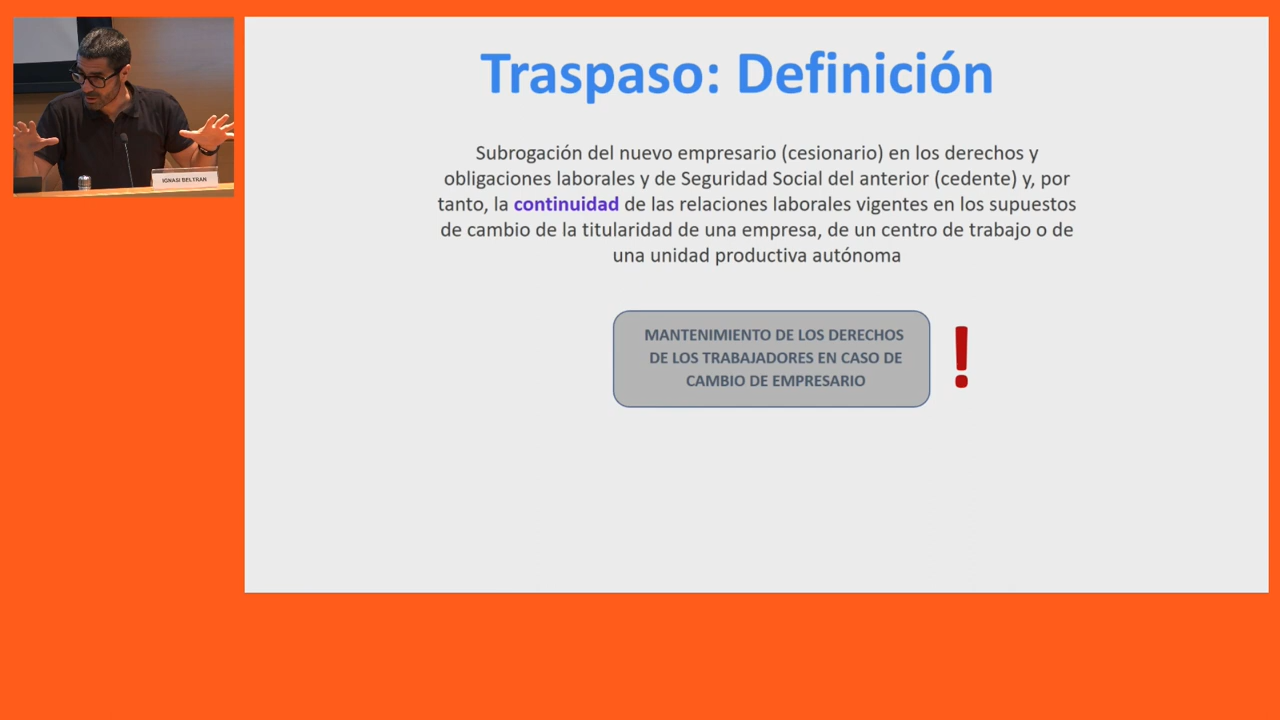 Traspaso: Definición
Subrogación del nuevo empresario (cesionario) en los derechos y
obligaciones laborales y de Seguridad Social del anterior (cedente) y, por
tanto, la continuidad de las relaciones laborales vigentes en los supuestos
de cambio de la titularidad de una empresa, de un centro de trabajo o de
una unidad productiva autónoma
MANTENIMIENTO DE LOS DERECHOS
DE LOS TRABAJADORES EN CASO DE
CAMBIO DE EMPRESARIO
!
IGNASI BELTRAN